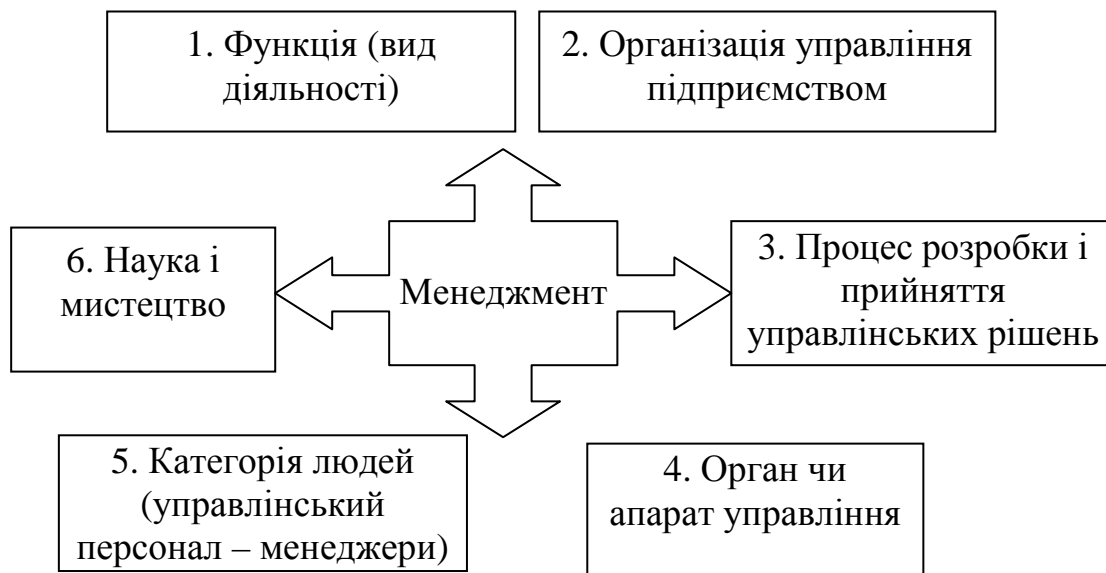 1. Функція (вид
діяльності)
2. Організація управління
підприємством
6. Наука і
мистецтво
Менеджмент
3. Процес розробки і
прийняття
управлінських рішень
5. Категорія людей
(управлінський
персонал – менеджери)
4. Орган чи
апарат управління